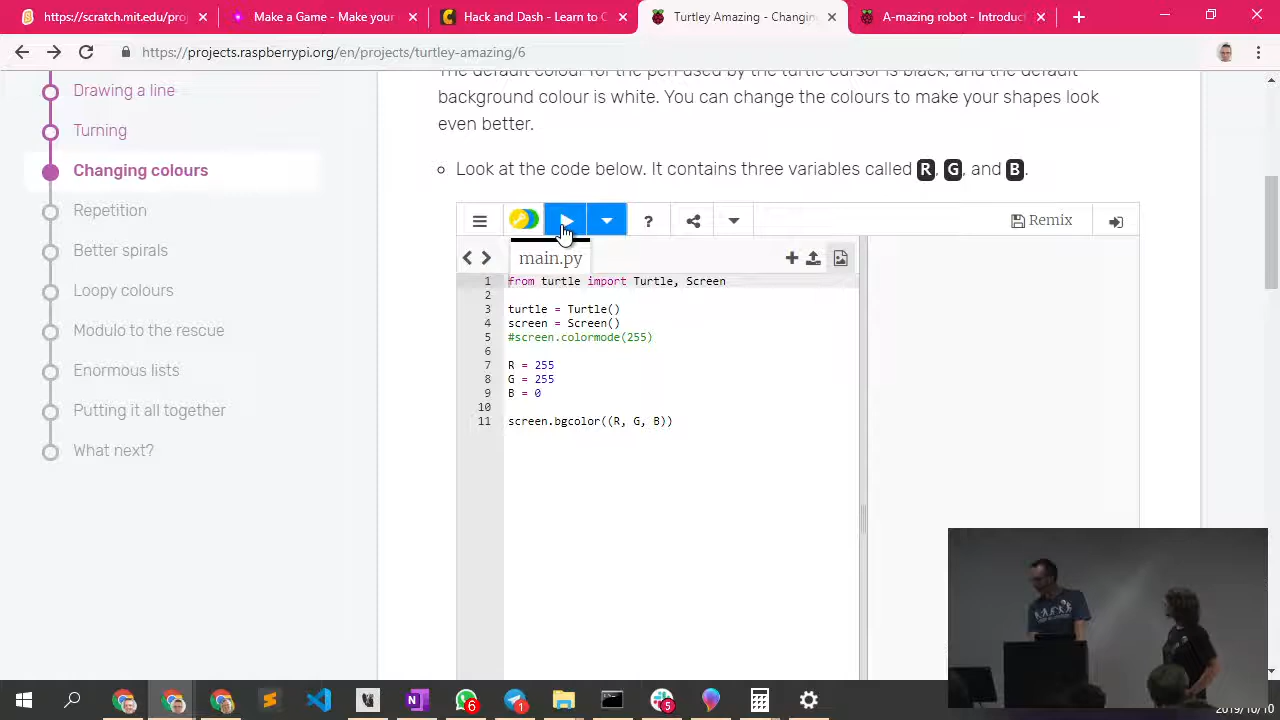 https://scratch.mit.edu/proj
Make a Game - Make your
Hack and Dash - Learn to C
Turtley Amazing - Changin
A-mazing robot - Introduct
https://projects.raspberrypi.org/en/projects/turtley-amazing/6
Drawing a line
Turning
Changing colours
Repetition
Better spirals
Loopy colours
Modulo to the rescue
Enormous lists
Putting it all together
What next?
The default colour for the pen used by the turtle cursor is black, and the default
background colour is white. You can change the colours to make your shapes look
even better.
Look at the code below. It contains three variables called R, G, and B.
?
Remix
main.py
1 from turtle import Turtle, Screen
2
3 turtle = Turtle()
4 screen = Screen()
5 #screen.colormode(255)
6
7 R = 255
8 G = 255
9 B = 0
10
11 screen.bgcolor((R, G, B))
6
1
5
2019/10/10